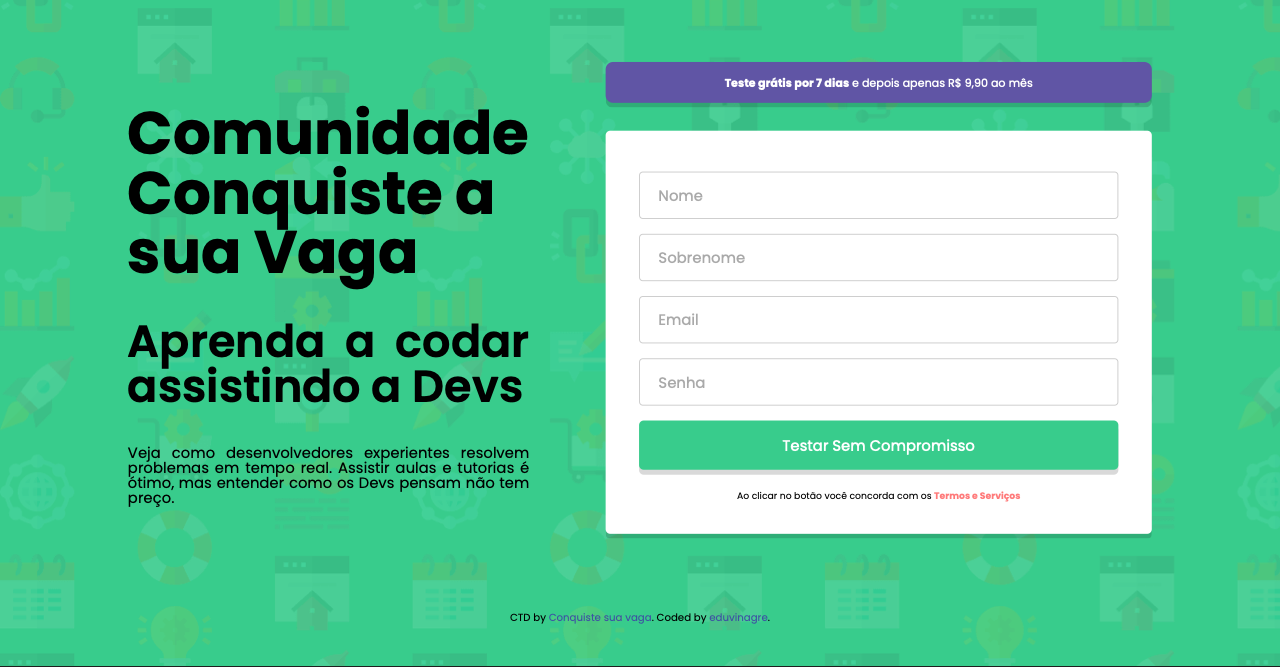 Comunidade
Conquiste a
sua Vaga
Aprenda a codar
assistindo a Devs
Veja como desenvolvedores experientes resolvem
problemas em tempo real. Assistir aulas e tutorias é
ótimo, mas entender como os Devs pensam não tem
preço.
Teste grátis por 7 dias e depois apenas R$ 9,90 ao mês
Nome
Sobrenome
Email
Senha
Testar Sem Compromisso
Ao clicar no botão você concorda com os Termos e Serviços
CTD by Conquiste sua vaga. Coded by eduvinagre.